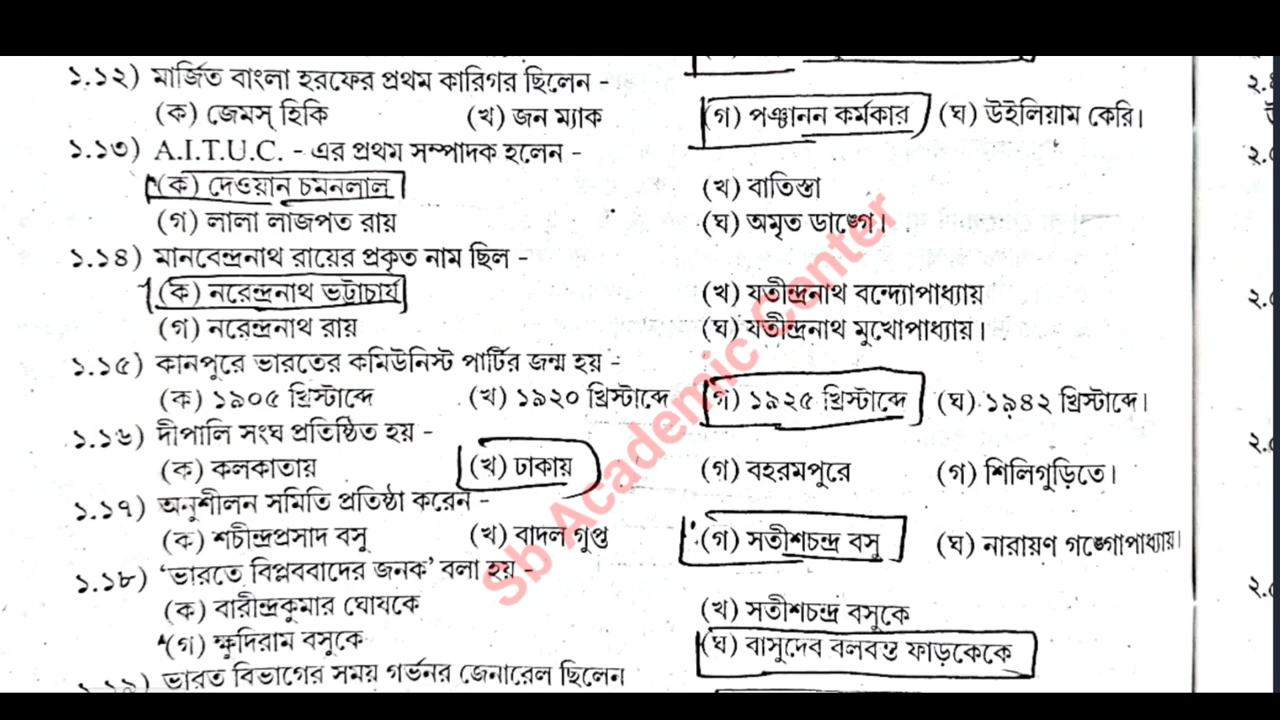 ১.১২) মার্জিত বাংলা হরফের প্রথম কারিগর ছিলেন -
(ক) জেমস্ হিকি (খ) জন ম্যাক (গ) পঞ্চানন কর্মকার (ঘ) উইলিয়াম কেরি।
১.১৩) A.I.T.U.C. - এর প্রথম সম্পাদক হলেন -
(ক) দেওয়ান চমনলাল (খ) বাতিস্তা
(গ) লালা লাজপত রায় (ঘ) অমৃত ডাঙ্গে।
১.১৪) মানবেন্দ্রনাথ রায়ের প্রকৃত নাম ছিল -
(ক) নরেন্দ্রনাথ ভট্টাচার্য (খ) যতীন্দ্রনাথ বন্দ্যোপাধ্যায়
(গ) নরেন্দ্রনাথ রায় (ঘ) যতীন্দ্রনাথ মুখোপাধ্যায়।
১.১৫) কানপুরে ভারতের কমিউনিস্ট পার্টির জন্ম হয় -
(ক) ১৯০৫ খ্রিস্টাব্দে (খ) ১৯২০ খ্রিস্টাব্দে (গ) ১৯২৫ খ্রিস্টাব্দে (ঘ) ১৯৪২ খ্রিস্টাব্দে।
১.১৬) দীপালি সংঘ প্রতিষ্ঠিত হয় -
(ক) কলকাতায় (খ) ঢাকায় (গ) বহরমপুরে (গ) শিলিগুড়িতে।
১.১৭) অনুশীলন সমিতি প্রতিষ্ঠা করেন -
(ক) শচীন্দ্রপ্রসাদ বসু (খ) বাদল গুপ্ত (গ) সতীশচন্দ্র বসু (ঘ) নারায়ণ গঙ্গোপাধ্যায়।
১.১৮) 'ভারতে বিপ্লববাদের জনক' বলা হয় -
(ক) বারীন্দ্রকুমার ঘোষকে (খ) সতীশচন্দ্র বসুকে
(গ) ক্ষুদিরাম বসুকে (ঘ) বাসুদেব বলবন্ত ফাড়কেকে
১.১৯) ভারত বিভাগের সময় গর্ভনর জেনারেল ছিলেন
Sb Academic Center